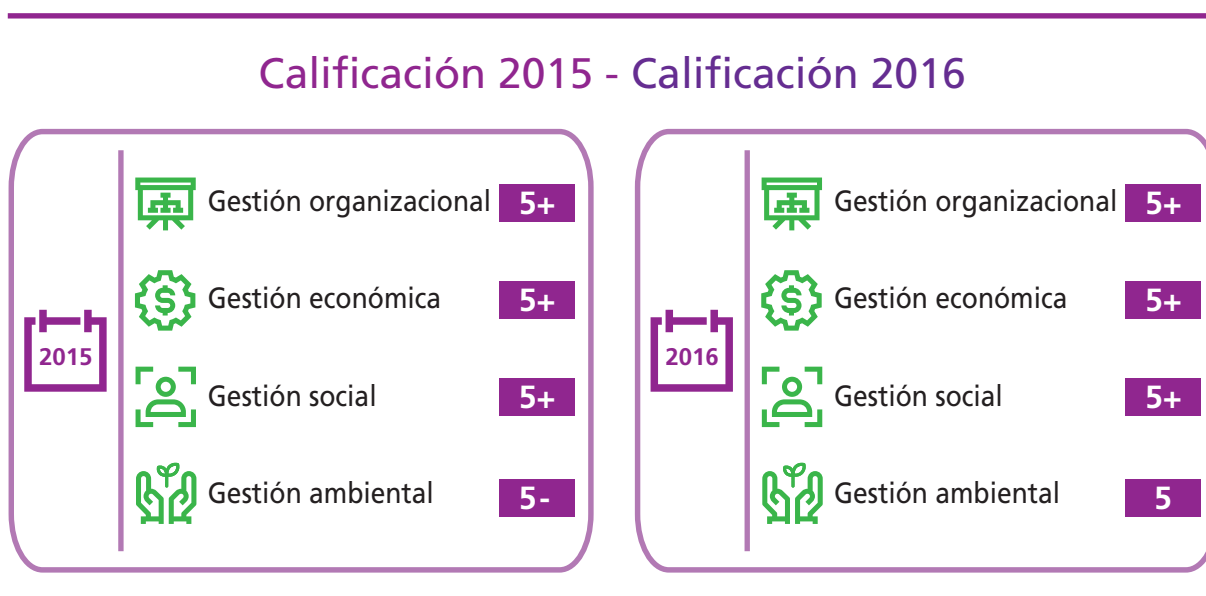 Calificación 2015 - Calificación 2016
2015
Gestión organizacional 5+
Gestión económica 5+
Gestión social 5+
Gestión ambiental 5-
2016
Gestión organizacional 5+
Gestión económica 5+
Gestión social 5+
Gestión ambiental 5